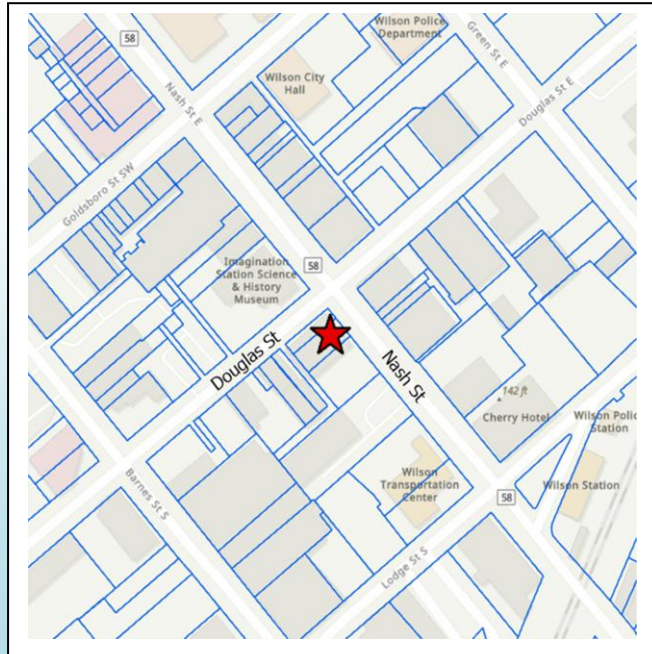 Wilson Police
Department
58
Green St E
Wilson City
Hall
Nash St E
Douglas St E
Goldsboro St SW
Imagination
Station Science
& History
Museum
58
Douglas St
Nash St
142 ft
Cherry Hotel
Wilson Polic
Station
Wilson
Transportation
Center
Wilson Station
58
Barnes St S
Lodge St S